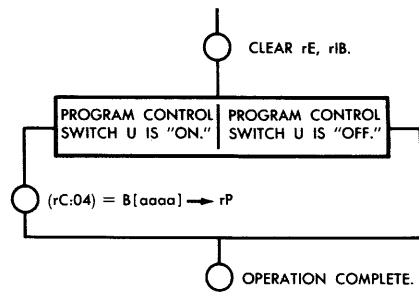 CLEAR rE, rIB.
PROGRAM CONTROL
SWITCH U IS "ON."
PROGRAM CONTROL
SWITCH U IS "OFF."
(rC:04) = B[aaaa] → rP
OPERATION COMPLETE.